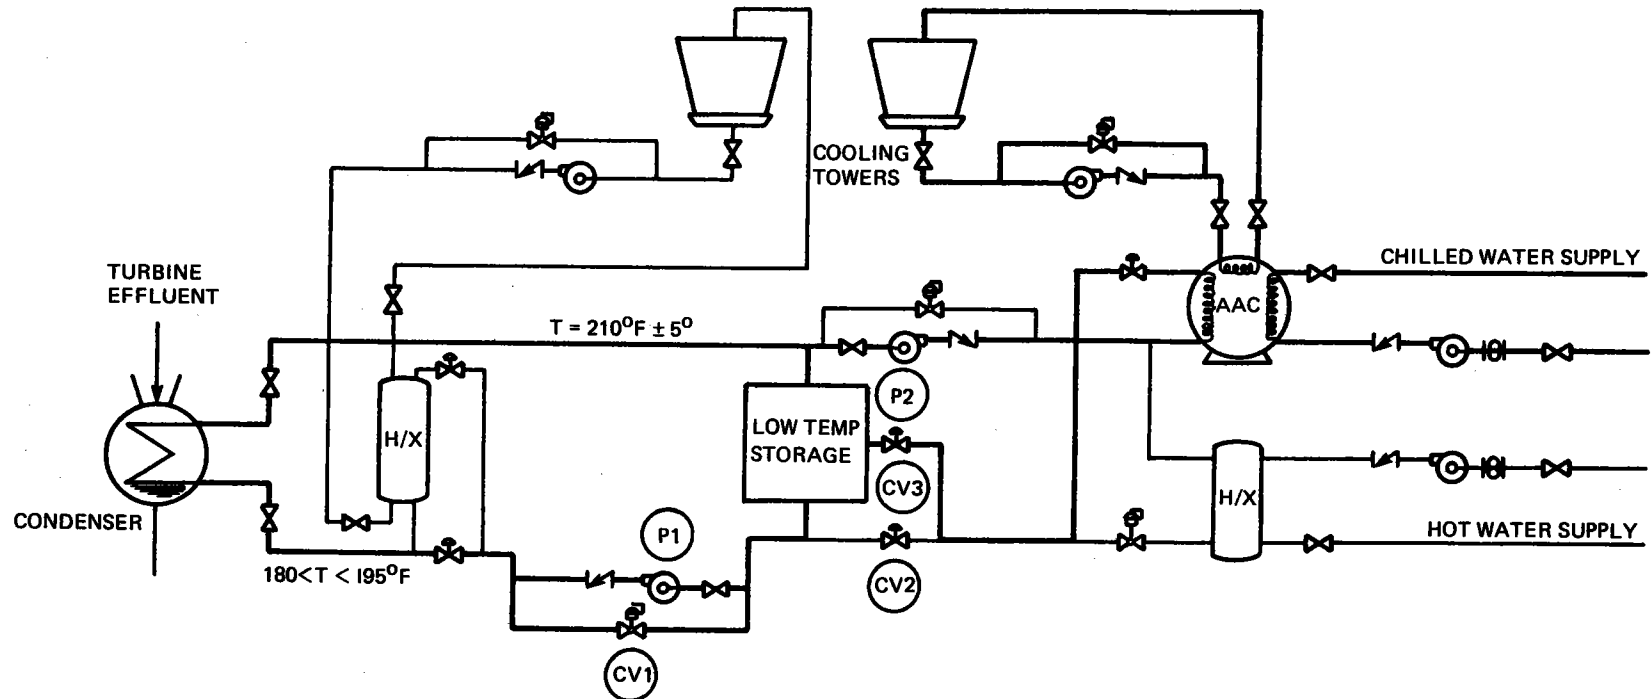 COOLING
TOWERS
CHILLED WATER SUPPLY
TURBINE
EFFLUENT
AAC
T = 210°F ± 5°
P2
H/X
LOW TEMP
STORAGE
CV3
H/X
CONDENSER
P1
HOT WATER SUPPLY
180<T < 195°F
CV2
CV1